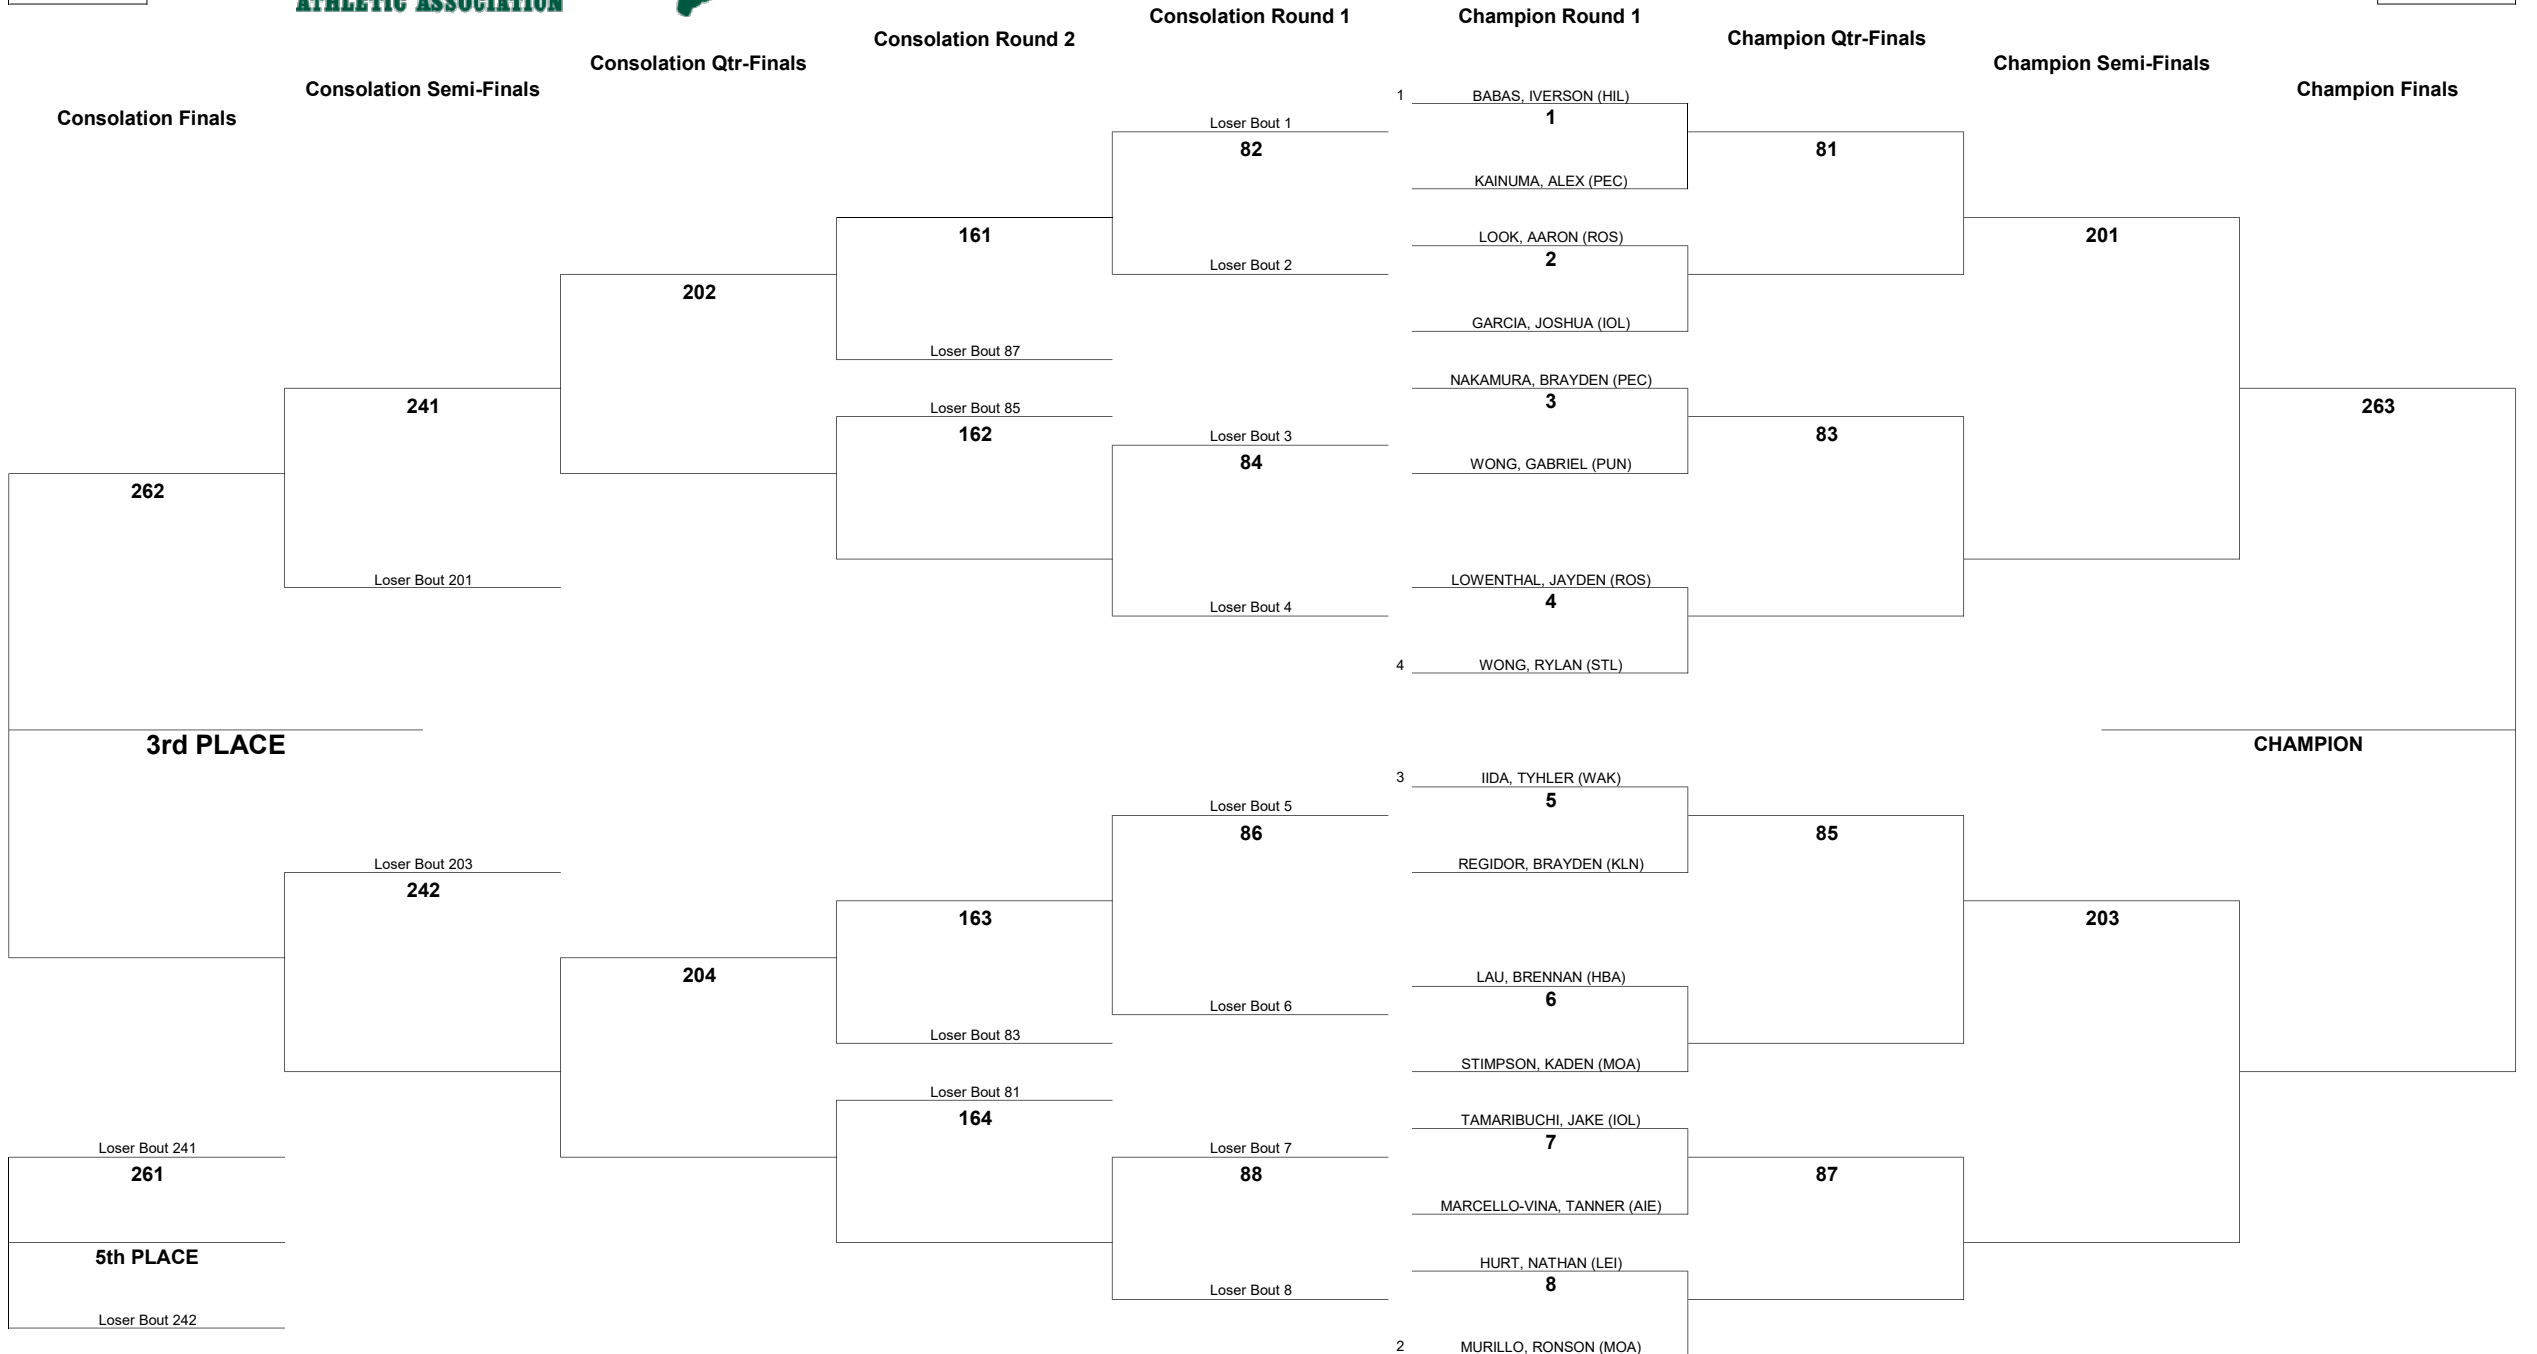 ATHLETIC ASSOCIATION
Consolation Round 1
Champion Round 1
Consolation Round 2
Champion Qtr-Finals
Consolation Qtr-Finals
Champion Semi-Finals
Consolation Semi-Finals
Champion Finals
Consolation Finals
1 BABAS, IVERSON (HIL)
1
KAINUMA, ALEX (PEC)
LOOK, AARON (ROS)
2
GARCIA, JOSHUA (IOL)
NAKAMURA, BRAYDEN (PEC)
3
WONG, GABRIEL (PUN)
LOWENTHAL, JAYDEN (ROS)
4
4 WONG, RYLAN (STL)
3 IIDA, TYHLER (WAK)
5
REGIDOR, BRAYDEN (KLN)
LAU, BRENNAN (HBA)
6
STIMPSON, KADEN (MOA)
TAMARIBUCHI, JAKE (IOL)
7
MARCELLO-VINA, TANNER (AIE)
HURT, NATHAN (LEI)
8
2 MURILLO, RONSON (MOA)
81
83
85
87
201
203
263
CHAMPION
Loser Bout 1
82
Loser Bout 2
Loser Bout 3
84
Loser Bout 4
Loser Bout 5
86
Loser Bout 6
Loser Bout 7
88
Loser Bout 8
161
Loser Bout 87
Loser Bout 85
162
163
Loser Bout 83
Loser Bout 81
164
202
204
241
Loser Bout 201
Loser Bout 203
242
262
3rd PLACE
Loser Bout 241
261
5th PLACE
Loser Bout 242